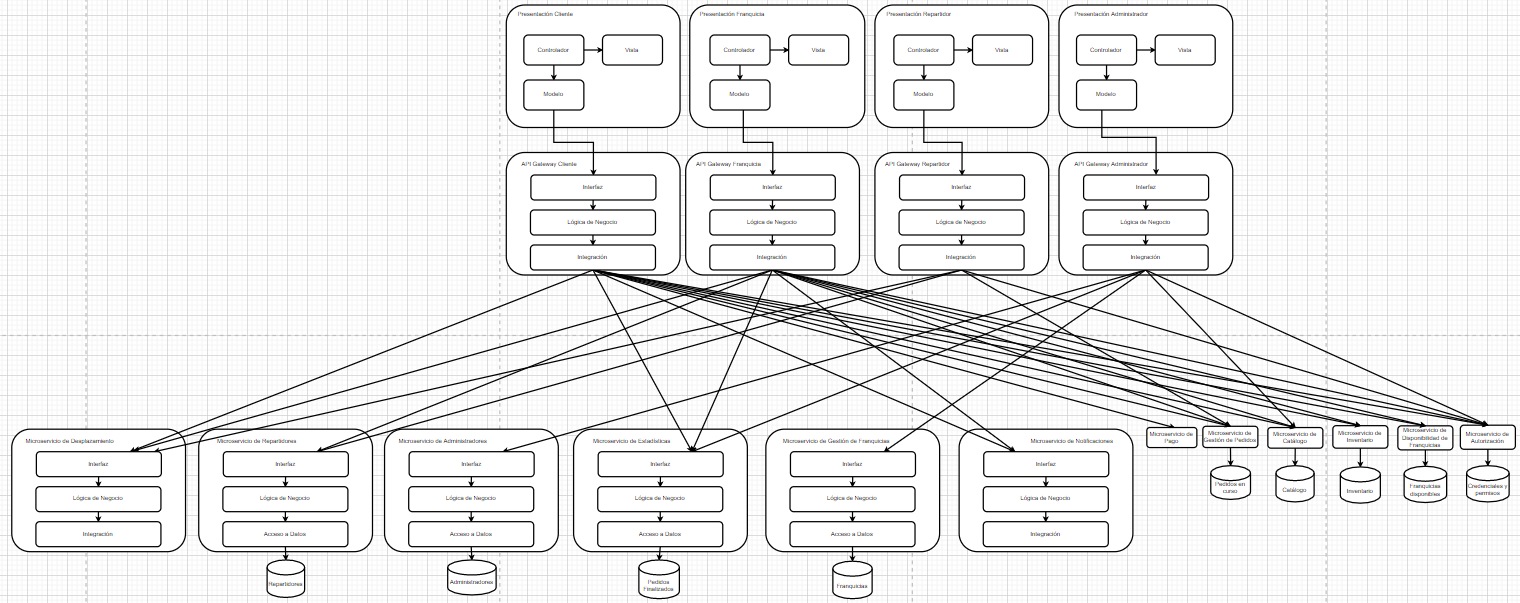 Presentación Cliente
Presentación Franquicia
Presentación Repartidor
Presentación Administrador
Controlador
Vista
Controlador
Vista
Controlador
Vista
Controlador
Vista
Modelo
Modelo
Modelo
Modelo
API Gateway Cliente
API Gateway Franquicia
API Gateway Repartidor
API Gateway Administrador
Interfaz
Interfaz
Interfaz
Interfaz
Lógica de Negocio
Lógica de Negocio
Lógica de Negocio
Lógica de Negocio
Integración
Integración
Integración
Integración
Microservicio de Desplazamiento
Microservicio de Repartidores
Microservicio de Administradores
Microservicio de Estadísticas
Microservicio de Gestión de Franquicias
Microservicio de Notificaciones
Microservicio de
Pago
Microservicio de
Gestión de Pedidos
Microservicio de
Catálogo
Microservicio de
Inventario
Microservicio de
Disponibilidad de
Franquicias
Microservicio de
Autorización
Interfaz
Interfaz
Interfaz
Interfaz
Interfaz
Interfaz
Lógica de Negocio
Lógica de Negocio
Lógica de Negocio
Lógica de Negocio
Lógica de Negocio
Lógica de Negocio
Integración
Acceso a Datos
Acceso a Datos
Acceso a Datos
Acceso a Datos
Integración
Pedidos en
curso
Catálogo
Inventario
Franquicias
disponibles
Credenciales y
permisos
Repartidores
Administradores
Pedidos
Finalizados
Franquicias